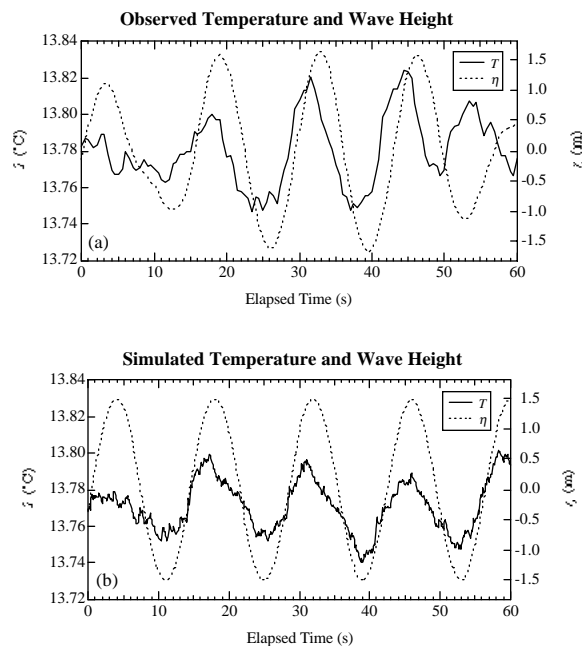 Observed Temperature and Wave Height
13.84
13.82
13.80
13.78
13.76
13.74
13.72
(°C)
T
η
1.5
1.0
0.5
0.0
-0.5
-1.0
-1.5
(m)
(a)
0 10 20 30 40 50 60
Elapsed Time (s)
Simulated Temperature and Wave Height
13.84
13.82
13.80
13.78
13.76
13.74
13.72
(°C)
T
η
1.5
1.0
0.5
0.0
-0.5
-1.0
-1.5
(m)
(b)
0 10 20 30 40 50 60
Elapsed Time (s)